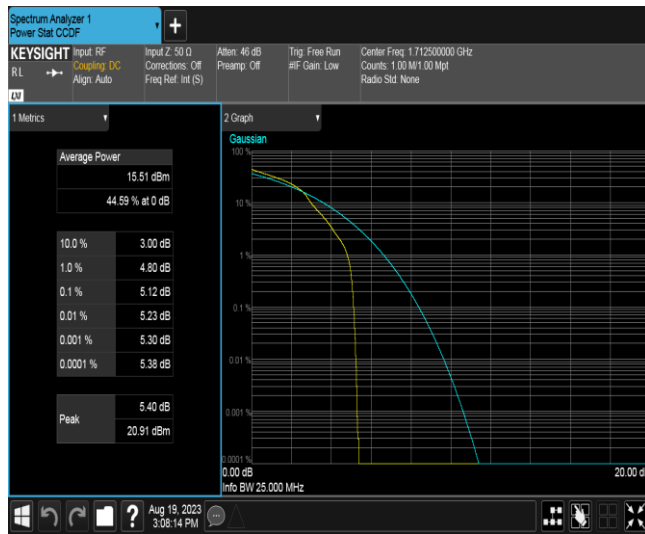 Spectrum Analyzer 1
Power Stat CCDF
+
KEYSIGHT
RL
LXI
Input: RF
Coupling: DC
Align: Auto
Input Z: 50 Ω
Corrections: Off
Freq Ref: Int (S)
Atten: 46 dB
Preamp: Off
Trig: Free Run
#IF Gain: Low
Center Freq: 1.712500000 GHz
Counts: 1.00 M/1.00 Mpt
Radio Std: None
1 Metrics
Average Power
15.51 dBm
44.59 % at 0 dB
10.0 % 3.00 dB
1.0 % 4.80 dB
0.1 % 5.12 dB
0.01 % 5.23 dB
0.001 % 5.30 dB
0.0001 % 5.38 dB
Peak
5.40 dB
20.91 dBm
2 Graph
Gaussian
100 %
10 %
1 %
0.1 %
0.01 %
0.001 %
0.0001 %
0.00 dB
20.00 d
Info BW 25.000 MHz
?
Aug 19, 2023
3:08:14 PM